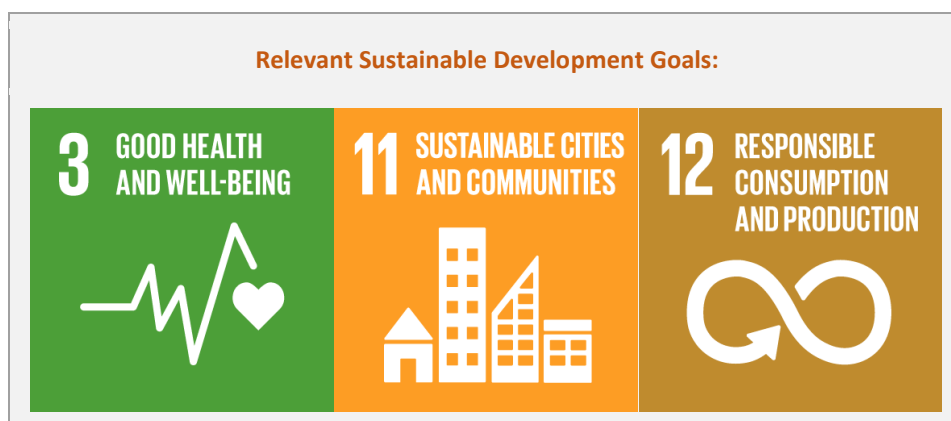 Relevant Sustainable Development Goals:
3 GOOD HEALTH
AND WELL-BEING
11 SUSTAINABLE CITIES
AND COMMUNITIES
12 RESPONSIBLE
CONSUMPTION
AND PRODUCTION